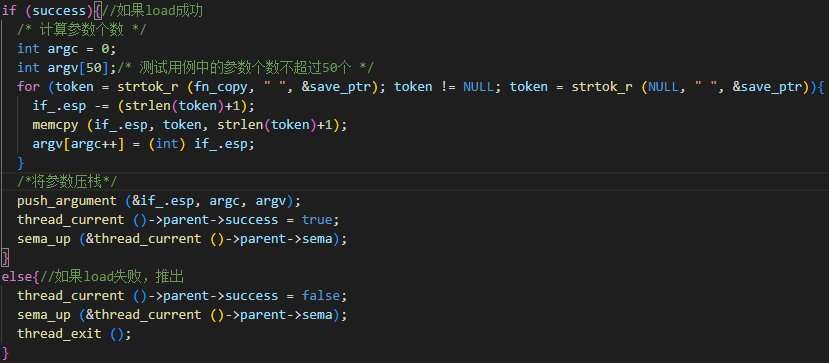 if (success){//如果load成功
  /* 计算参数个数 */
  int argc = 0;
  int argv[50];/* 测试用例中的参数个数不超过50个 */
  for (token = strtok_r (fn_copy, " ", &save_ptr); token != NULL; token = strtok_r (NULL, " ", &save_ptr)){
    if_.esp -= (strlen(token)+1);
    memcpy (if_.esp, token, strlen(token)+1);
    argv[argc++] = (int) if_.esp;
  }
  /*将参数压栈*/
  push_argument (&if_.esp, argc, argv);
  thread_current ()->parent->success = true;
  sema_up (&thread_current ()->parent->sema);
}
else{//如果load失败，推出
  thread_current ()->parent->success = false;
  sema_up (&thread_current ()->parent->sema);
  thread_exit ();
}